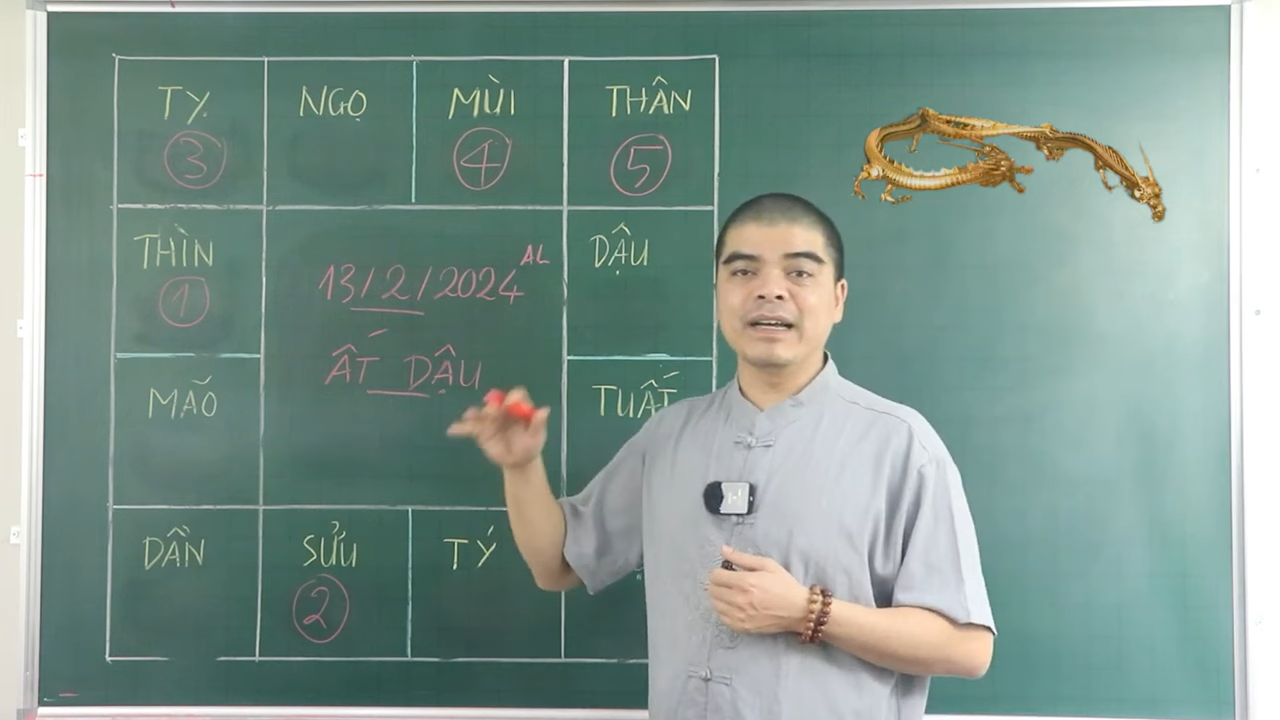 TỴ NGỌ MÙI THÂN
3 4 5
THÌN DẬU
1
13/2/2024 AL
ẤT DẬU
MÃO TUẤT
DẦN SỬU TÝ
2